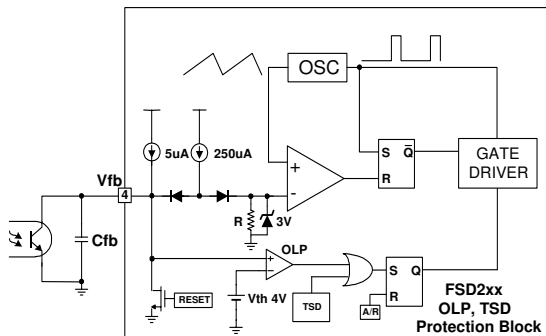 OSC
5uA
250uA
Vfb
4
+
-
S
Q
R
GATE
DRIVER
R
3V
Cfb
OLP
+
-
RESET
Vth 4V
TSD
S
Q
R
A/R
FSD2xx
OLP, TSD
Protection Block